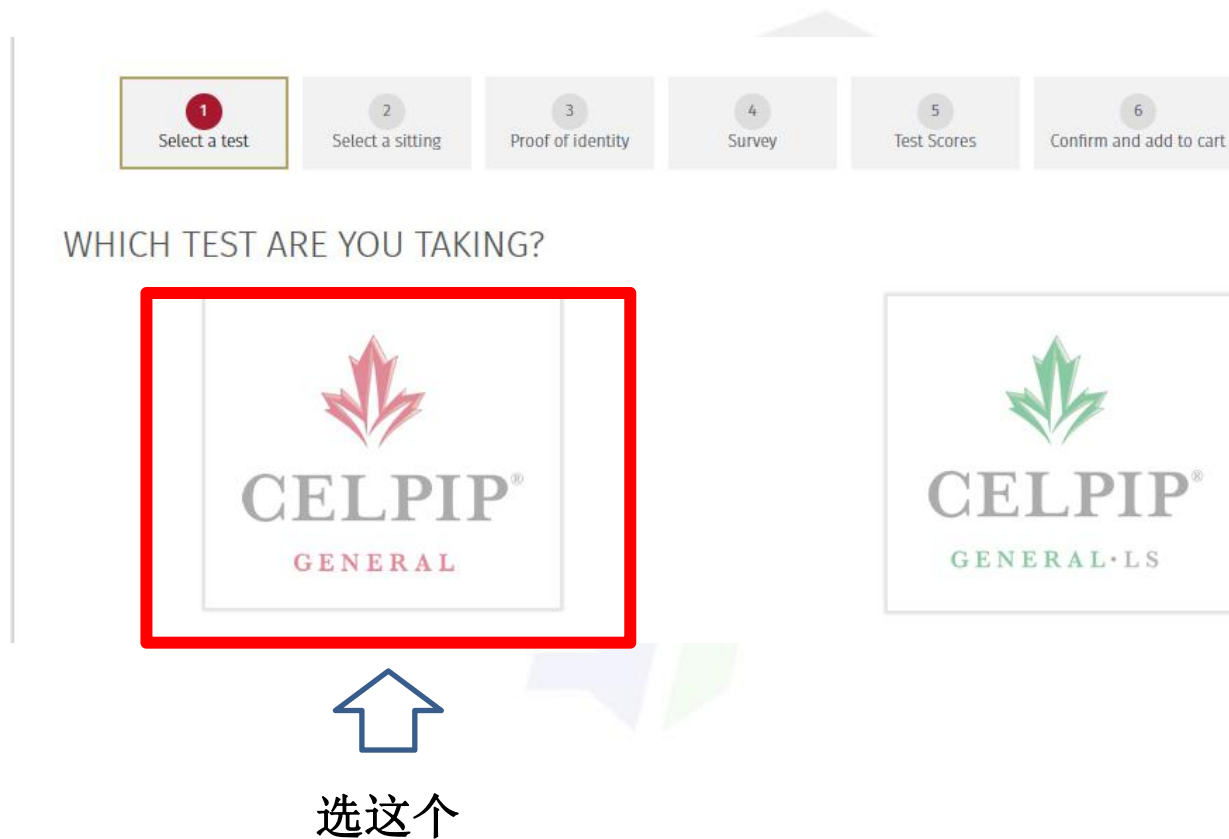 1 2 3 4 5 6
Select a test Select a sitting Proof of identity Survey Test Scores Confirm and add to cart
WHICH TEST ARE YOU TAKING?
CELPIP® CELPIP®
GENERAL GENERAL·LS
选这个